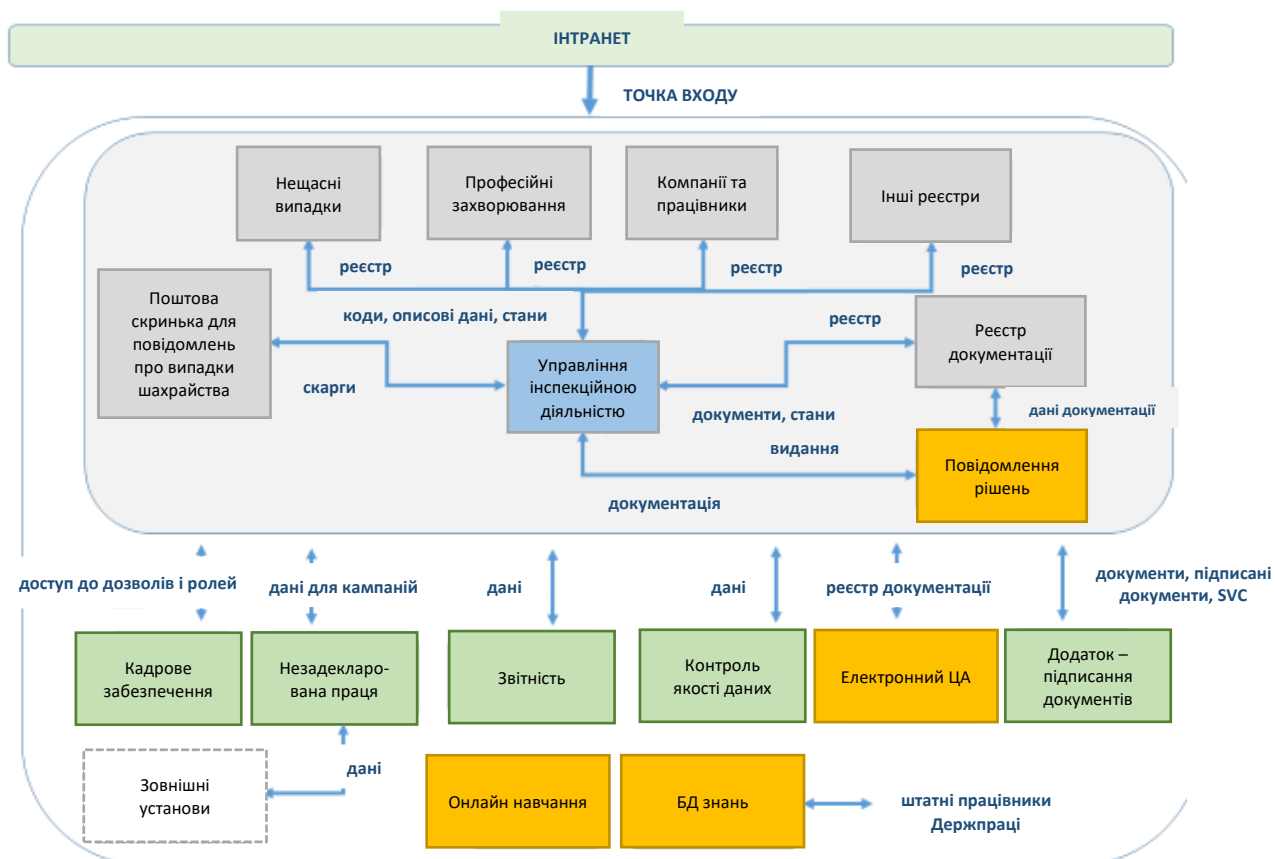 ІНТРАНЕТ
ТОЧКА ВХОДУ
Нещасні
випадки
Професійні
захворювання
Компанії та
працівники
Інші реєстри
реєстр
реєстр
реєстр
реєстр
Поштова
скринька для
повідомлень
про випадки
шахрайства
коди, описові дані, стани
реєстр
Реєстр
документації
Управління
інспекційною
діяльністю
скарги
документи, стани
дані документації
видання
Повідомлення
рішень
документація
доступ до дозволів і ролей
дані для кампаній
дані
дані
реєстр документації
документи, підписані
документи, SVC
Кадрове
забезпечення
Незадекларо-
вана праця
Звітність
Контроль
якості даних
Електронний ЦА
Додаток –
підписання
документів
дані
Зовнішні
установи
Онлайн навчання
БД знань
штатні працівники
Держпраці